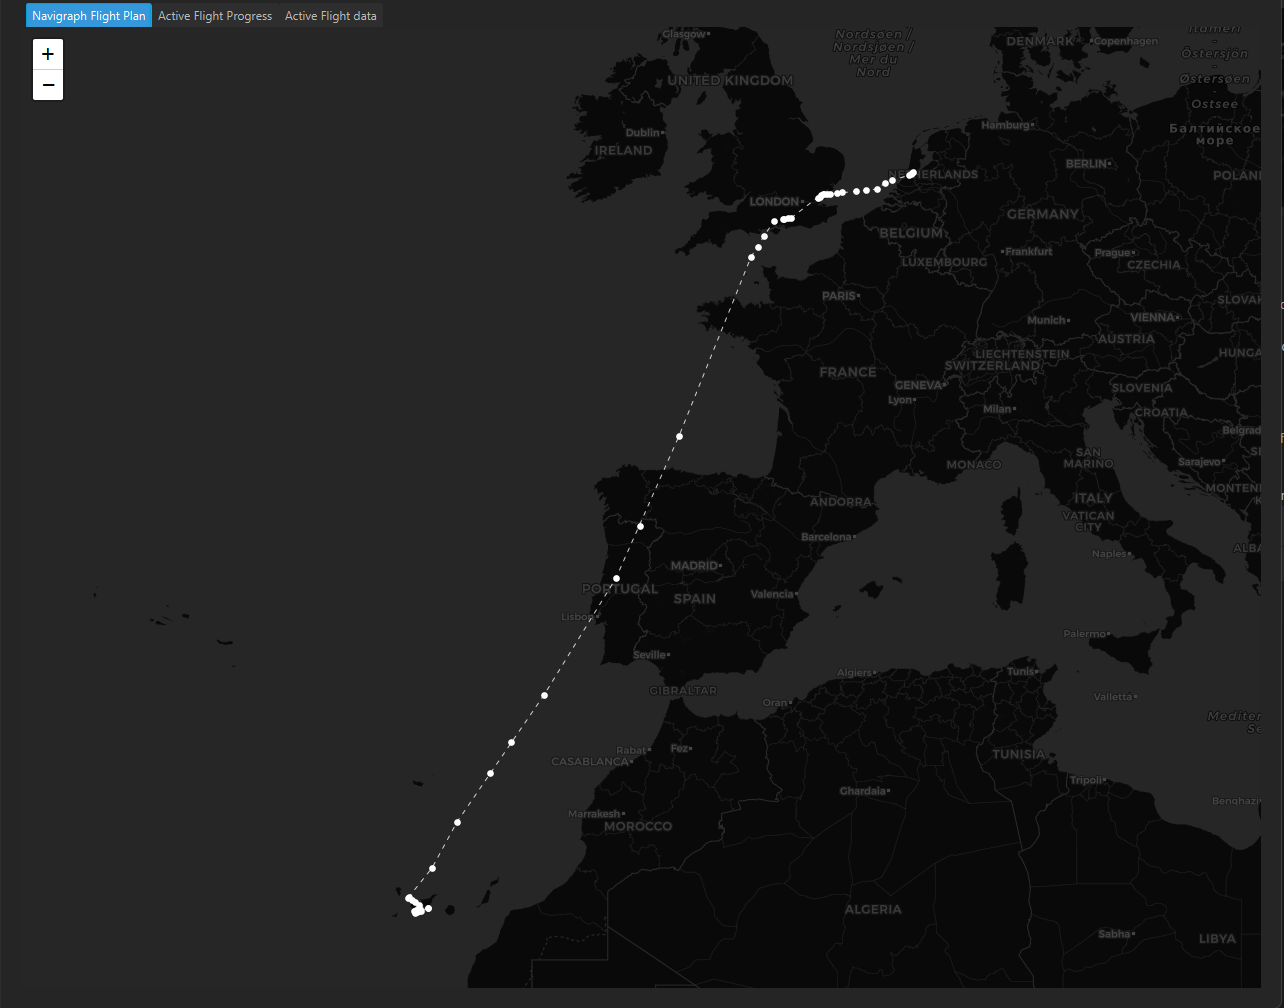 Navigraph Flight Plan
Active Flight Progress
Active Flight data
+
−
Glasgow
Nordsøen /
Nordsjøen /
Mer du
Nord
DENMARK
Copenhagen
Östersjön
-
Østersøen
-
Ostsee
Балтийское
море
UNITED KINGDOM
Dublin
IRELAND
Hamburg
BERLIN
NETHERLANDS
POLAN
LONDON
GERMANY
BELGIUM
LUXEMBOURG
Frankfurt
Prague
CZECHIA
PARIS
SLOVAK
Munich
VIENNA
AUSTRIA
LIECHTENSTEIN
SWITZERLAND
HUNGA
FRANCE
GENEVA
Lyon
SLOVENIA
Milan
CROATIA
Belgrad
MONACO
SAN
MARINO
Sarajevo
SE
ITALY
MONTEN
K
ANDORRA
VATICAN
CITY
Barcelona
Naples
ALBA
MADRID
PORTUGAL
SPAIN
Valencia
Lisbon
Seville
Palermo
GIBRALTAR
Algiers
Tunis
Oran
Valletta
Mediter
Se
Rabat
Fez
CASABLANCA
TUNISIA
Tripoli
Ghardaia
Benghazi
Marrakesh
MOROCCO
ALGERIA
Sabha
LIBYA